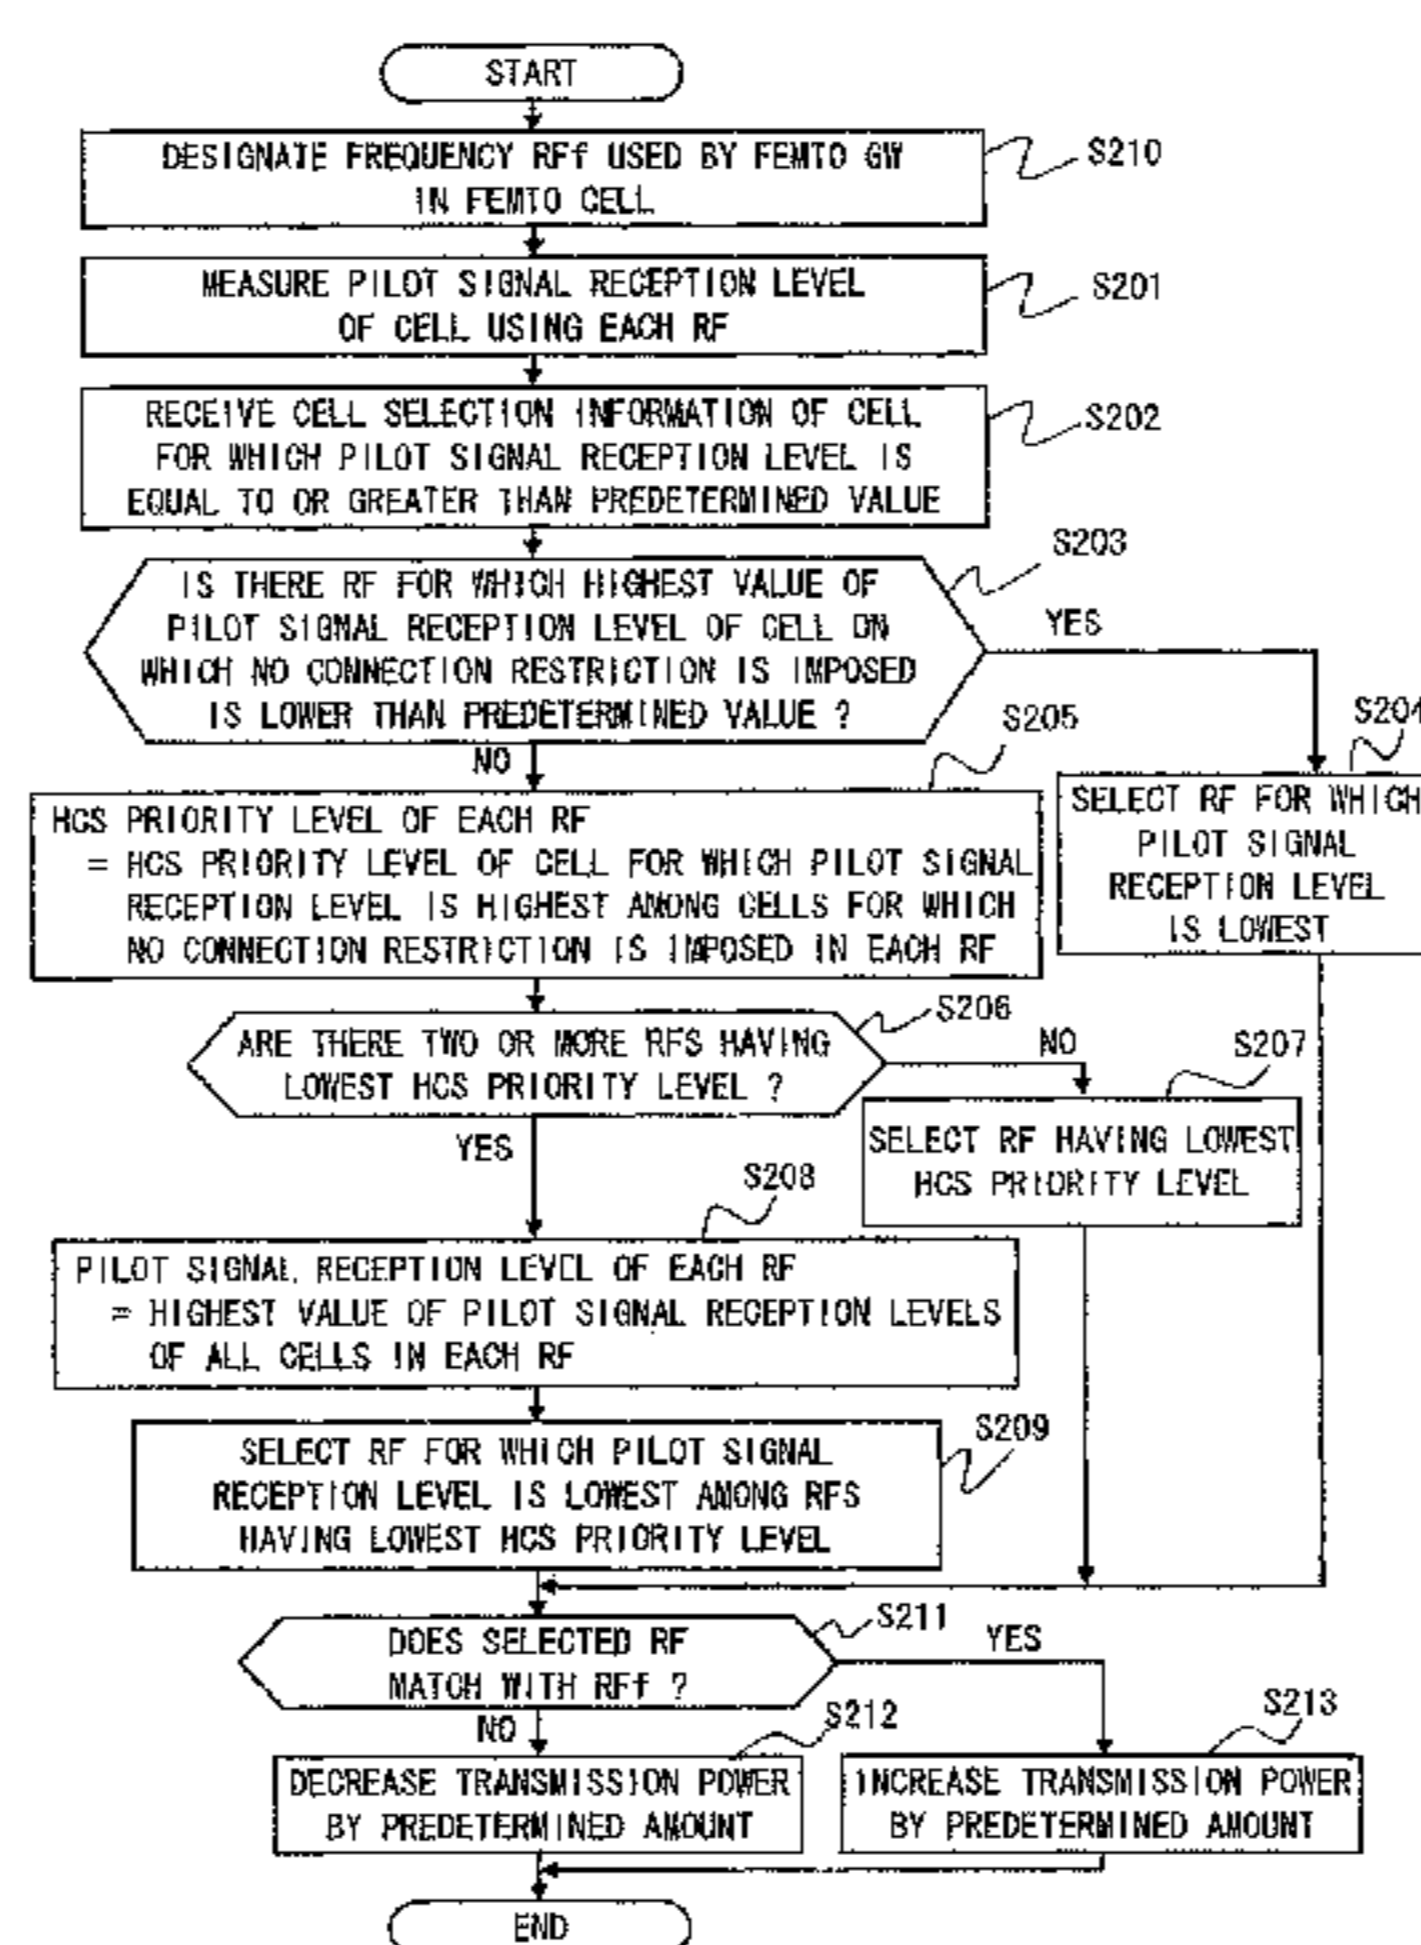 START
DESIGNATE FREQUENCY RFf USED BY FEMTO GW
IN FEMTO CELL
S210
MEASURE PILOT SIGNAL RECEPTION LEVEL
OF CELL USING EACH RF
S201
RECEIVE CELL SELECTION INFORMATION OF CELL
FOR WHICH PILOT SIGNAL RECEPTION LEVEL IS
EQUAL TO OR GREATER THAN PREDETERMINED VALUE
S202
S203
IS THERE RF FOR WHICH HIGHEST VALUE OF
PILOT SIGNAL RECEPTION LEVEL OF CELL ON
WHICH NO CONNECTION RESTRICTION IS IMPOSED
IS LOWER THAN PREDETERMINED VALUE ?
YES
NO
S205
S204
HCS PRIORITY LEVEL OF EACH RF
= HCS PRIORITY LEVEL OF CELL FOR WHICH PILOT SIGNAL
RECEPTION LEVEL IS HIGHEST AMONG CELLS FOR WHICH
NO CONNECTION RESTRICTION IS IMPOSED IN EACH RF
SELECT RF FOR WHICH
PILOT SIGNAL
RECEPTION LEVEL
IS LOWEST
S206
ARE THERE TWO OR MORE RFS HAVING
LOWEST HCS PRIORITY LEVEL ?
NO
S207
YES
SELECT RF HAVING LOWEST
HCS PRIORITY LEVEL
S208
PILOT SIGNAL RECEPTION LEVEL OF EACH RF
= HIGHEST VALUE OF PILOT SIGNAL RECEPTION LEVELS
OF ALL CELLS IN EACH RF
S209
SELECT RF FOR WHICH PILOT SIGNAL
RECEPTION LEVEL IS LOWEST AMONG RFS
HAVING LOWEST HCS PRIORITY LEVEL
S211
DOES SELECTED RF
MATCH WITH RFf ?
YES
NO
S212
S213
DECREASE TRANSMISSION POWER
BY PREDETERMINED AMOUNT
INCREASE TRANSMISSION POWER
BY PREDETERMINED AMOUNT
END